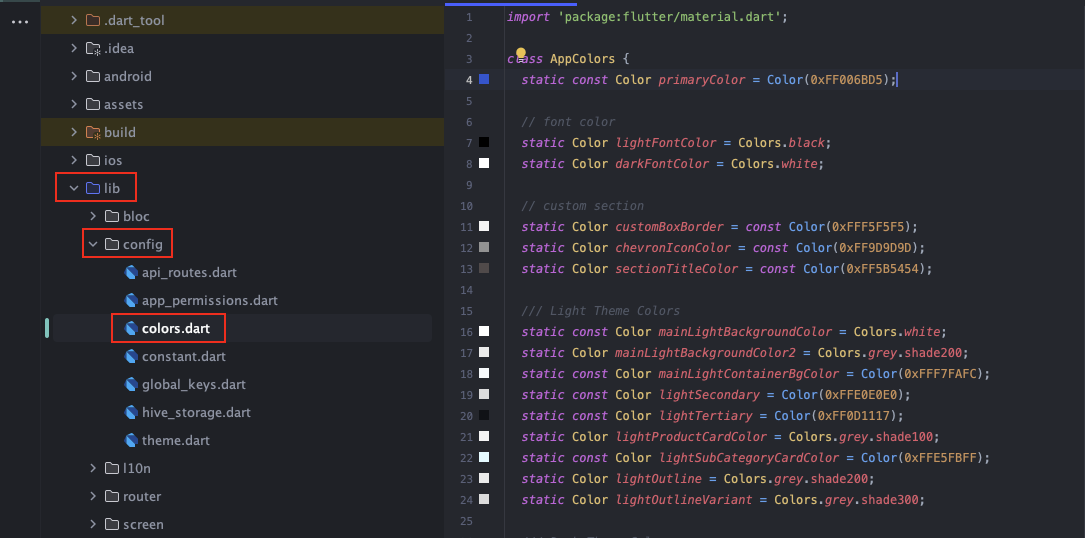 .dart_tool
.idea
android
assets
build
ios
lib
bloc
config
api_routes.dart
app_permissions.dart
colors.dart
constant.dart
global_keys.dart
hive_storage.dart
theme.dart
l10n
router
screen
1 import 'package:flutter/material.dart';
2
3 class AppColors {
4 static const Color primaryColor = Color(0xFF006BD5);
5
6 // font color
7 static Color lightFontColor = Colors.black;
8 static Color darkFontColor = Colors.white;
9
10 // custom section
11 static Color customBoxBorder = const Color(0xFFF5F5F5);
12 static Color chevronIconColor = const Color(0xFF9D9D9D);
13 static Color sectionTitleColor = const Color(0xFF5B5454);
14
15 /// Light Theme Colors
16 static const Color mainLightBackgroundColor = Colors.white;
17 static Color mainLightBackgroundColor2 = Colors.grey.shade200;
18 static const Color mainLightContainerBgColor = Color(0xFFF7FAFC);
19 static const Color lightSecondary = Color(0xFFE0E0E0);
20 static const Color lightTertiary = Color(0xFF0D1117);
21 static Color lightProductCardColor = Colors.grey.shade100;
22 static const Color lightSubCategoryCardColor = Color(0xFFE5FBFF);
23 static Color lightOutline = Colors.grey.shade200;
24 static Color lightOutlineVariant = Colors.grey.shade300;
25